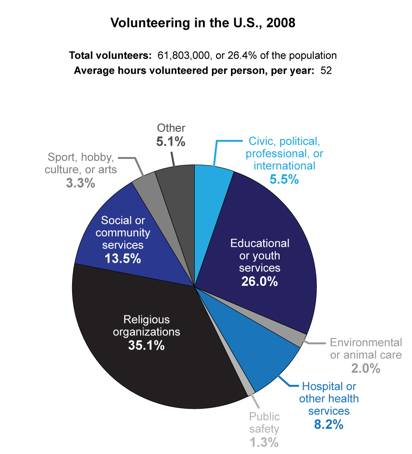 Volunteering in the U.S., 2008
Total volunteers: 61,803,000, or 26.4% of the population
Average hours volunteered per person, per year: 52
Other
5.1%
Civic, political,
professional, or
international
5.5%
Sport, hobby,
culture, or arts
3.3%
Social or
community
services
13.5%
Educational
or youth
services
26.0%
Religious
organizations
35.1%
Environmental
or animal care
2.0%
Hospital or
other health
services
8.2%
Public
safety
1.3%